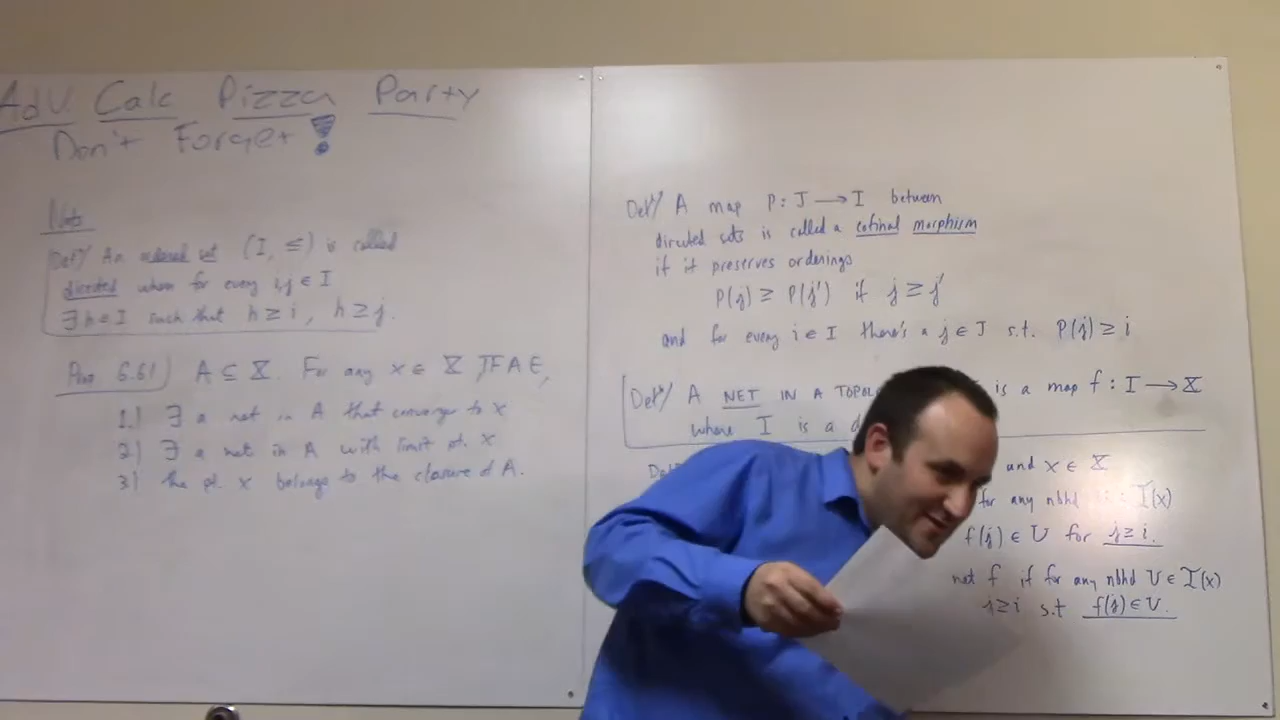 Adv Calc Pizza Party
Don't Forget!
Nets
Def'n/ An ordered set (I, ≤) is called
directed when for every i,j ∈ I
∃ h ∈ I such that h ≥ i, h ≥ j.
Prop 6.61 A ⊆ X. For any x ∈ X TFAE,
1.) ∃ a net in A that converges to x
2.) ∃ a net in A with limit pt. x
3) the pt. x belongs to the closure of A.
Def'n/ A map P: J → I between
directed sets is called a cofinal morphism
if it preserves orderings
P(j) ≥ P(j') if j ≥ j'
and for every i ∈ I there's a j ∈ J s.t. P(j) ≥ i
Def'n/ A NET IN A is a map f: I → X
where I is a
Def'n and x ∈ X
for any nbhd (x)
f(j) ∈ U for j ≥ i.
net f if for any nbhd U ∈ (x)
j ≥ i s.t f(j) ∈ U.